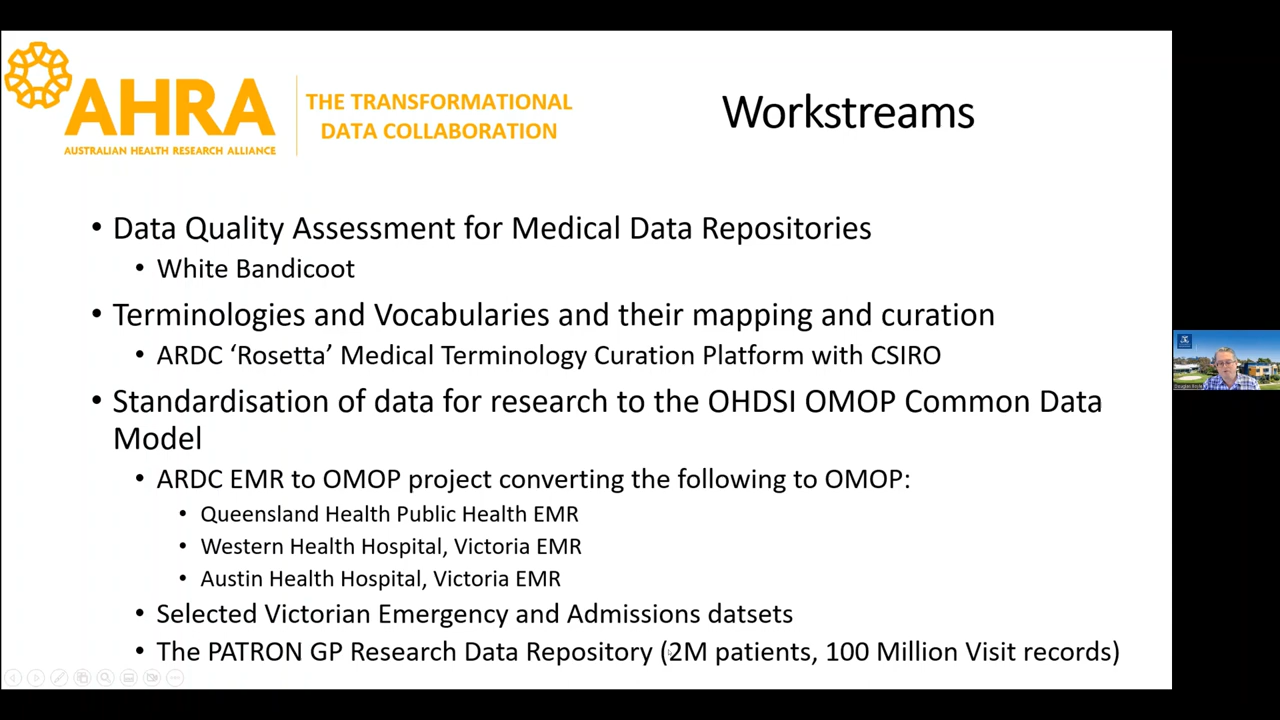 AHRA
AUSTRALIAN HEALTH RESEARCH ALLIANCE
THE TRANSFORMATIONAL
DATA COLLABORATION
Workstreams
• Data Quality Assessment for Medical Data Repositories
• White Bandicoot
• Terminologies and Vocabularies and their mapping and curation
• ARDC ‘Rosetta’ Medical Terminology Curation Platform with CSIRO
• Standardisation of data for research to the OHDSI OMOP Common Data
Model
• ARDC EMR to OMOP project converting the following to OMOP:
• Queensland Health Public Health EMR
• Western Health Hospital, Victoria EMR
• Austin Health Hospital, Victoria EMR
• Selected Victorian Emergency and Admissions datsets
• The PATRON GP Research Data Repository (2M patients, 100 Million Visit records)